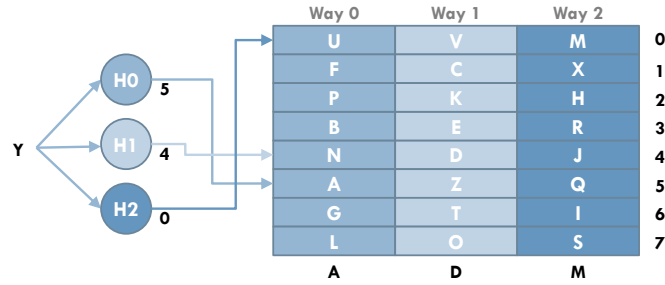 Way 0 Way 1 Way 2
U V M 0
H0 F C X 1
5 P K H 2
Y H1 4 B E R 3
N D J 4
H2 0 A Z Q 5
G T I 6
L O S 7
A D M